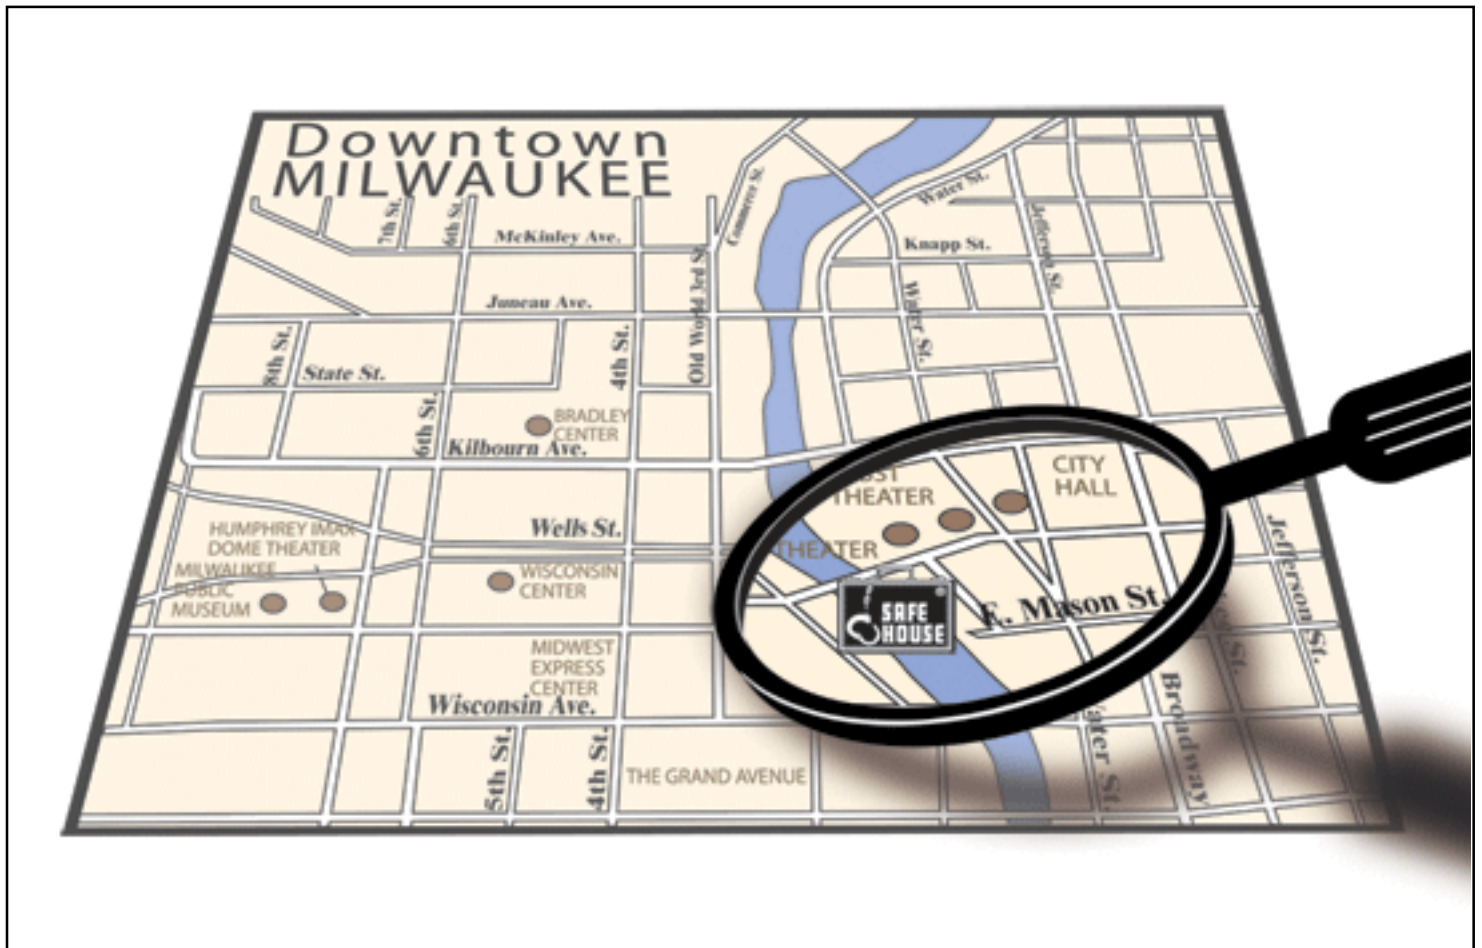 Downtown
MILWAUKEE
7th St.
6th St.
McKinley Ave.
Commerce St.
Water St.
Knapp St.
Jefferson St.
Juneau Ave.
Old World 3rd St.
Water St.
8th St.
State St.
4th St.
6th St.
BRADLEY
CENTER
Kilbourn Ave.
THEATER
CITY
HALL
HUMPHREY IMAX
DOME THEATER
MILWAUKEE
PUBLIC
MUSEUM
Wells St.
WISCONSIN
CENTER
THEATER
SAFE
HOUSE
E. Mason St.
Jefferson St.
MIDWEST
EXPRESS
CENTER
Wisconsin Ave.
St.
Broadway
5th St.
4th St.
THE GRAND AVENUE
Water St.